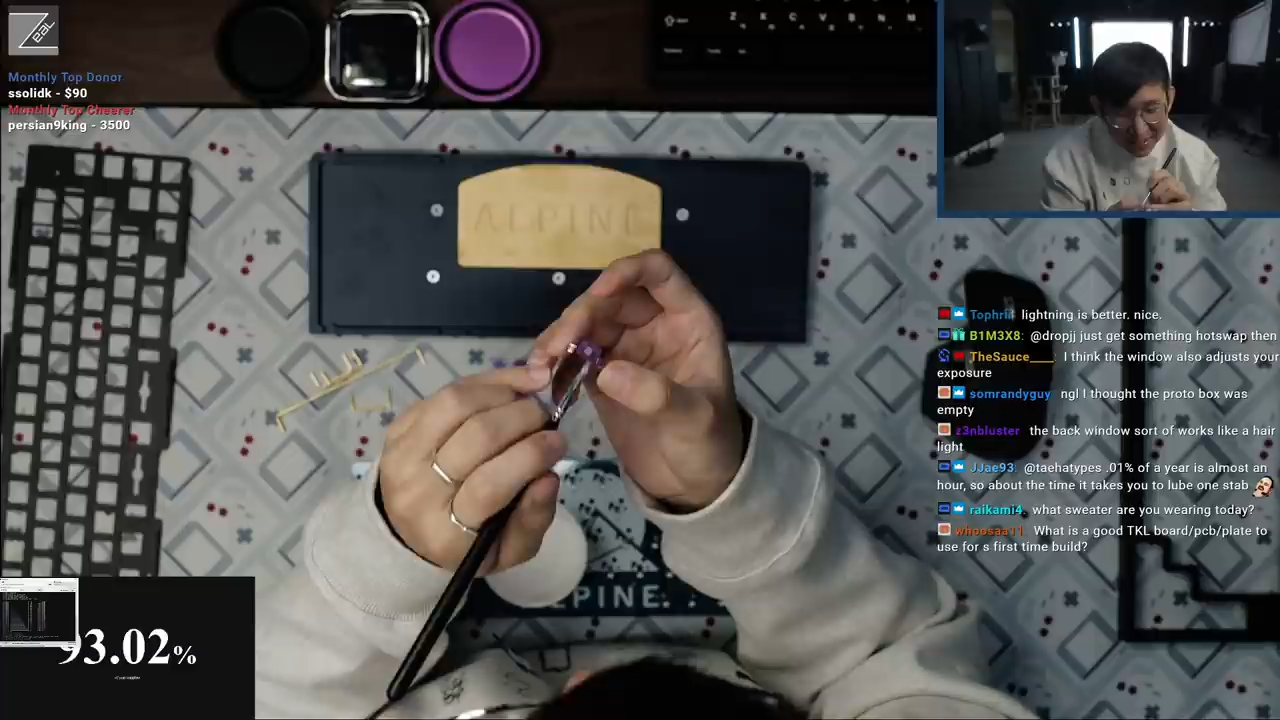 ZEAL
Monthly Top Donor
ssolidk - $90
Monthly Top Cheerer
persian9king - 3500
Z X C V B N M
ALPINE
ALPINE
Tophrii lightning is better. nice.
B1M3X8: @dropjj just get something hotswap then
TheSauce____: I think the window also adjusts your
exposure
somrandyguy ngl I thought the proto box was
empty
z3nbluster the back window sort of works like a hair
light
JJae93: @taehatypes .01% of a year is almost an
hour, so about the time it takes you to lube one stab
raikami4: what sweater are you wearing today?
whoosaa11 What is a good TKL board/pcb/plate to
use for s first time build?
93.02%